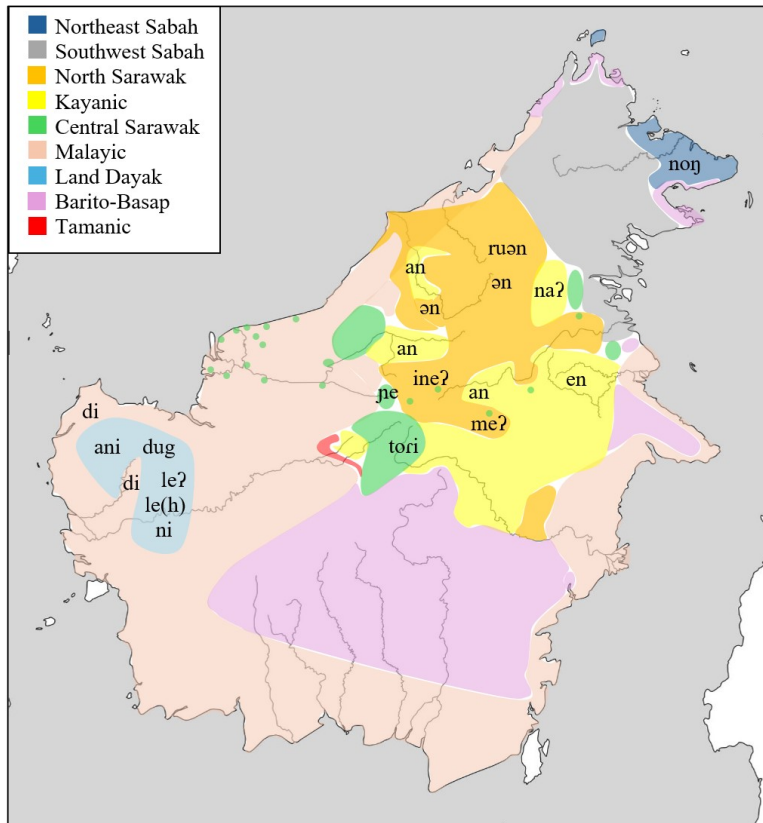 Northeast Sabah
Southwest Sabah
North Sarawak
Kayanic
Central Sarawak
Malayic
Land Dayak
Barito-Basap
Tamanic
noŋ
ruən
an
ən
naʔ
ən
an
ineʔ
an
en
ɲe
meʔ
di
ani
dug
toɾi
di
leʔ
le(h)
ni